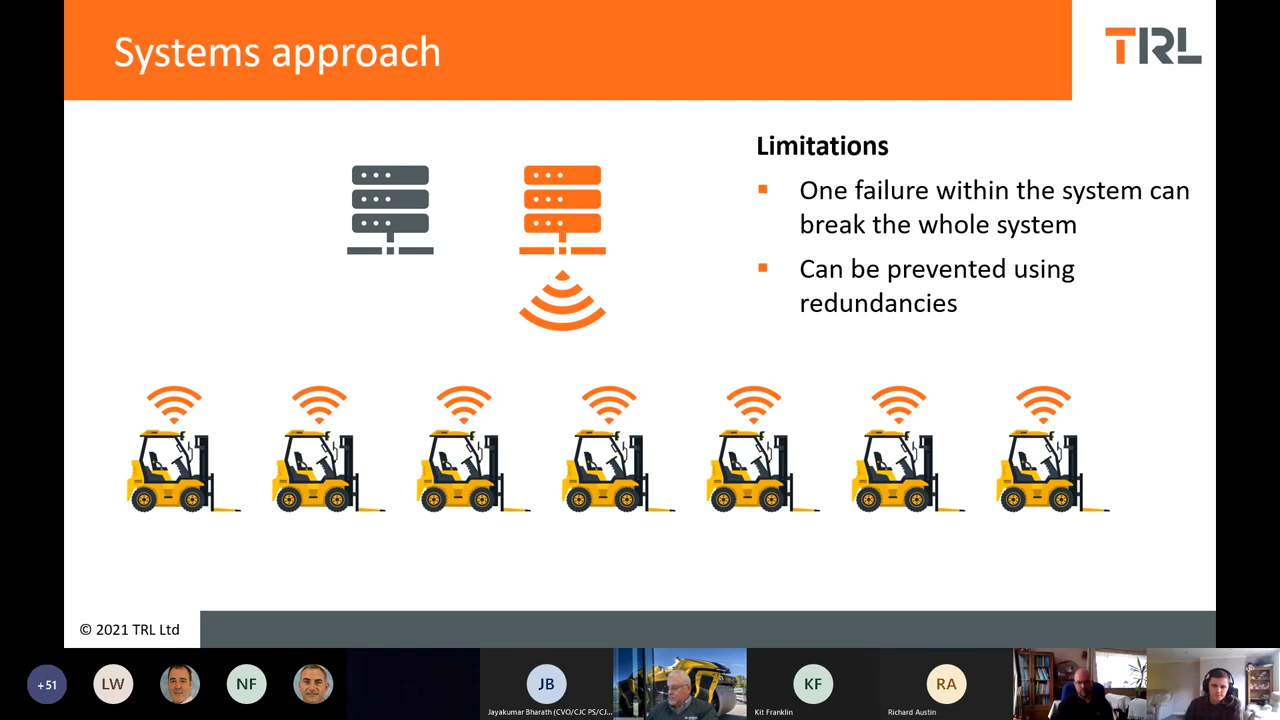 Systems approach
TRL
Limitations
▪ One failure within the system can
break the whole system
▪ Can be prevented using
redundancies
© 2021 TRL Ltd
+51
LW
NF
JB
KF
RA
Jayakumar Bharath (CVO/CJC PS/CJ...
Kit Franklin
Richard Austin